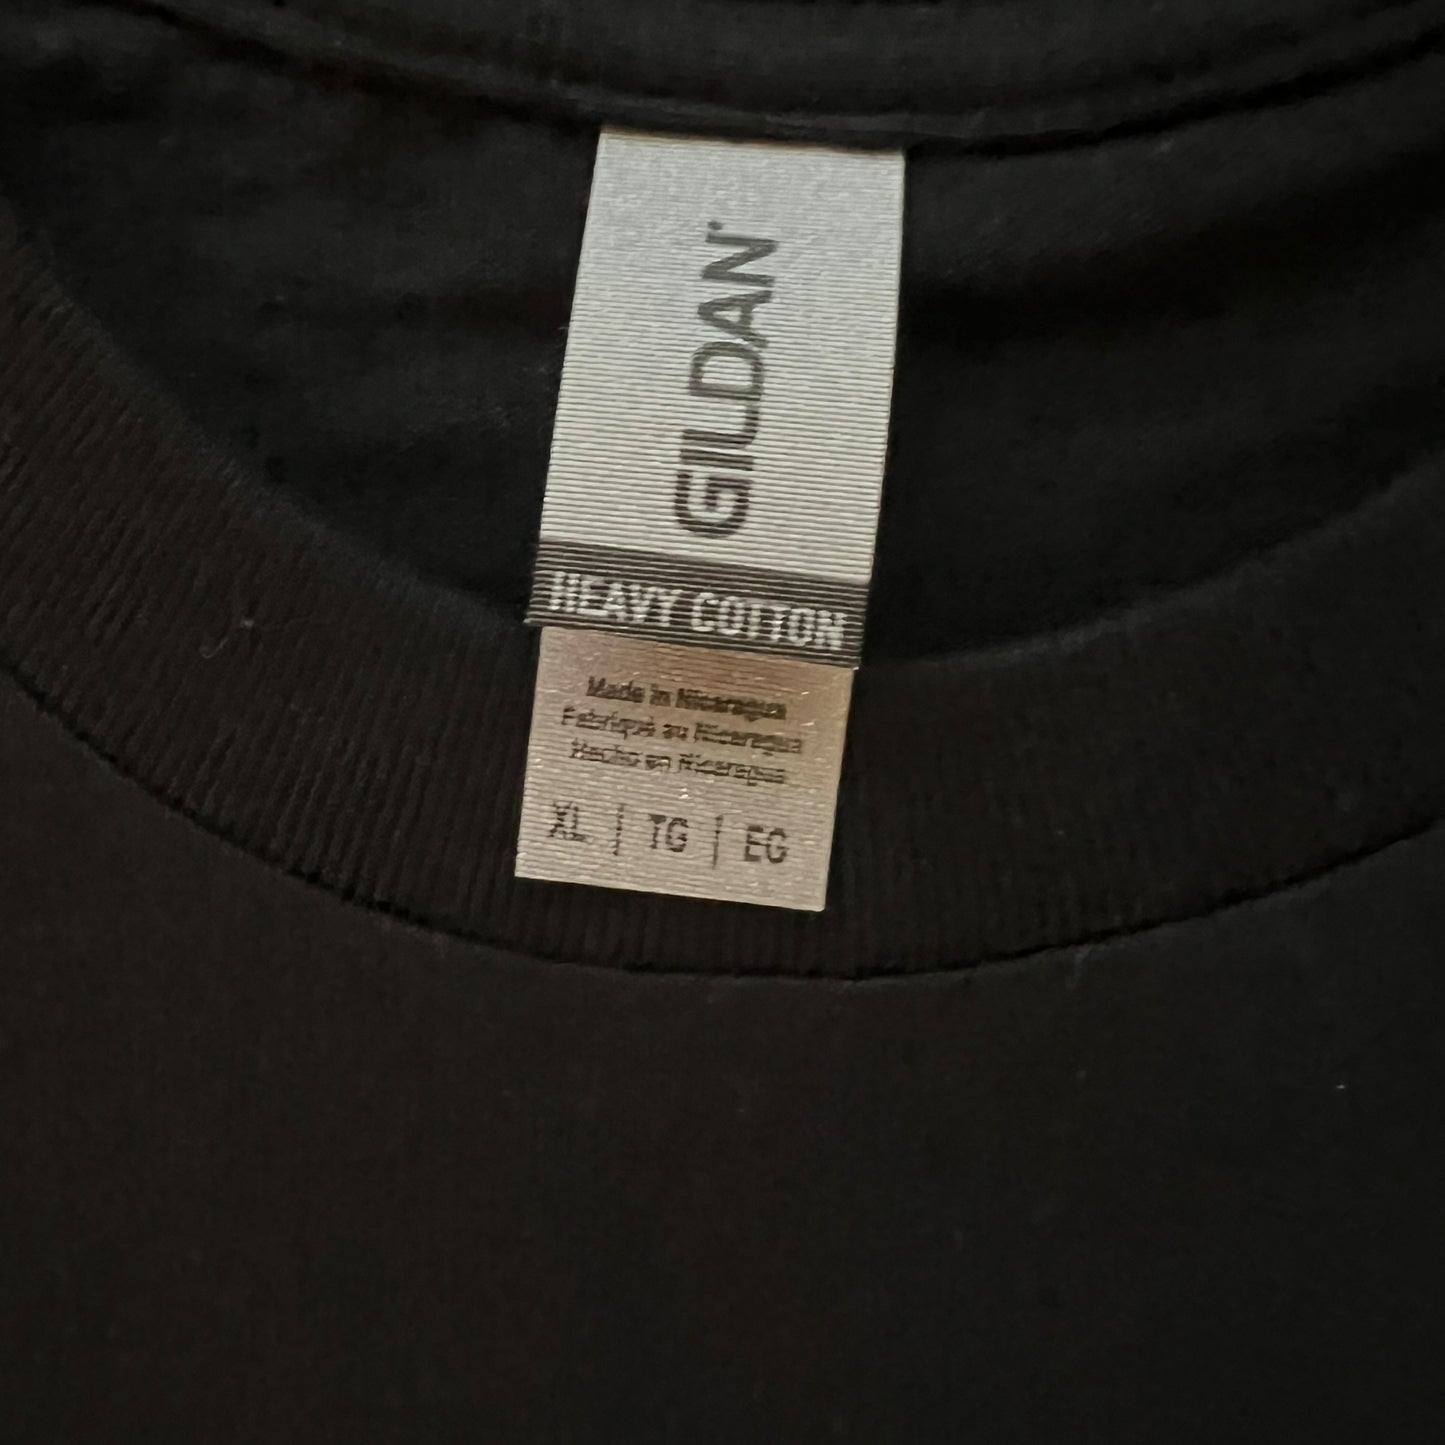 GILDAN
HEAVY COTTON
Made in Nicaragua
Fabriqué au Nicaragua
Hecho en Nicaragua
XL | TG | EG